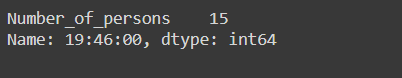 Number_of_persons    15
Name: 19:46:00, dtype: int64